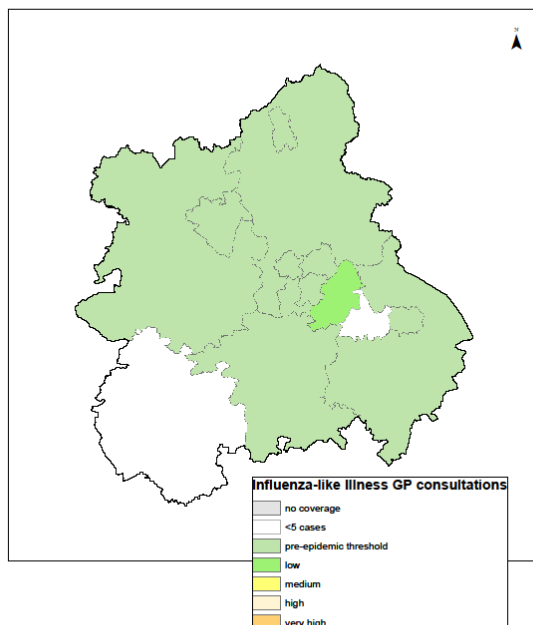 N
Influenza-like Illness GP consultations
no coverage
<5 cases
pre-epidemic threshold
low
medium
high
very high